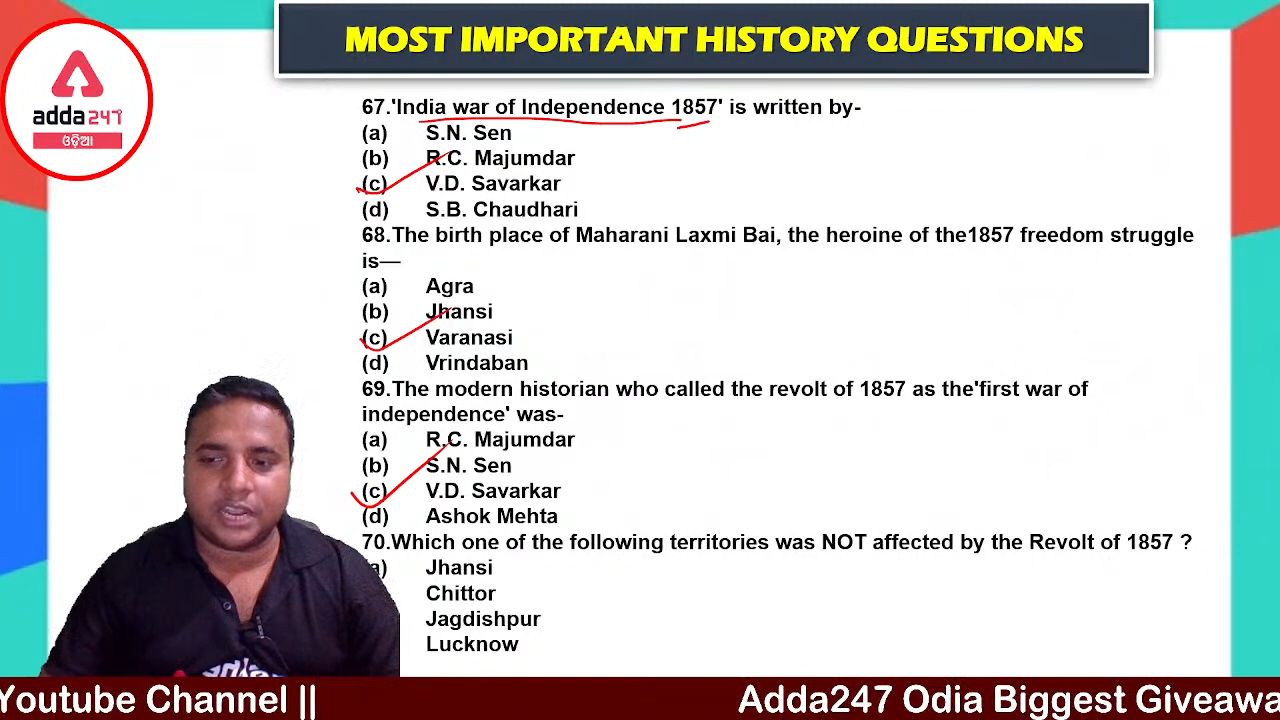 MOST IMPORTANT HISTORY QUESTIONS
adda247
ଓଡ଼ିଆ
67.'India war of Independence 1857' is written by-
(a) S.N. Sen
(b) R.C. Majumdar
(c) V.D. Savarkar
(d) S.B. Chaudhari
68.The birth place of Maharani Laxmi Bai, the heroine of the1857 freedom struggle
is—
(a) Agra
(b) Jhansi
(c) Varanasi
(d) Vrindaban
69.The modern historian who called the revolt of 1857 as the'first war of
independence' was-
(a) R.C. Majumdar
(b) S.N. Sen
(c) V.D. Savarkar
(d) Ashok Mehta
70.Which one of the following territories was NOT affected by the Revolt of 1857 ?
a) Jhansi
Chittor
Jagdishpur
Lucknow
Youtube Channel || Adda247 Odia Biggest Giveawa